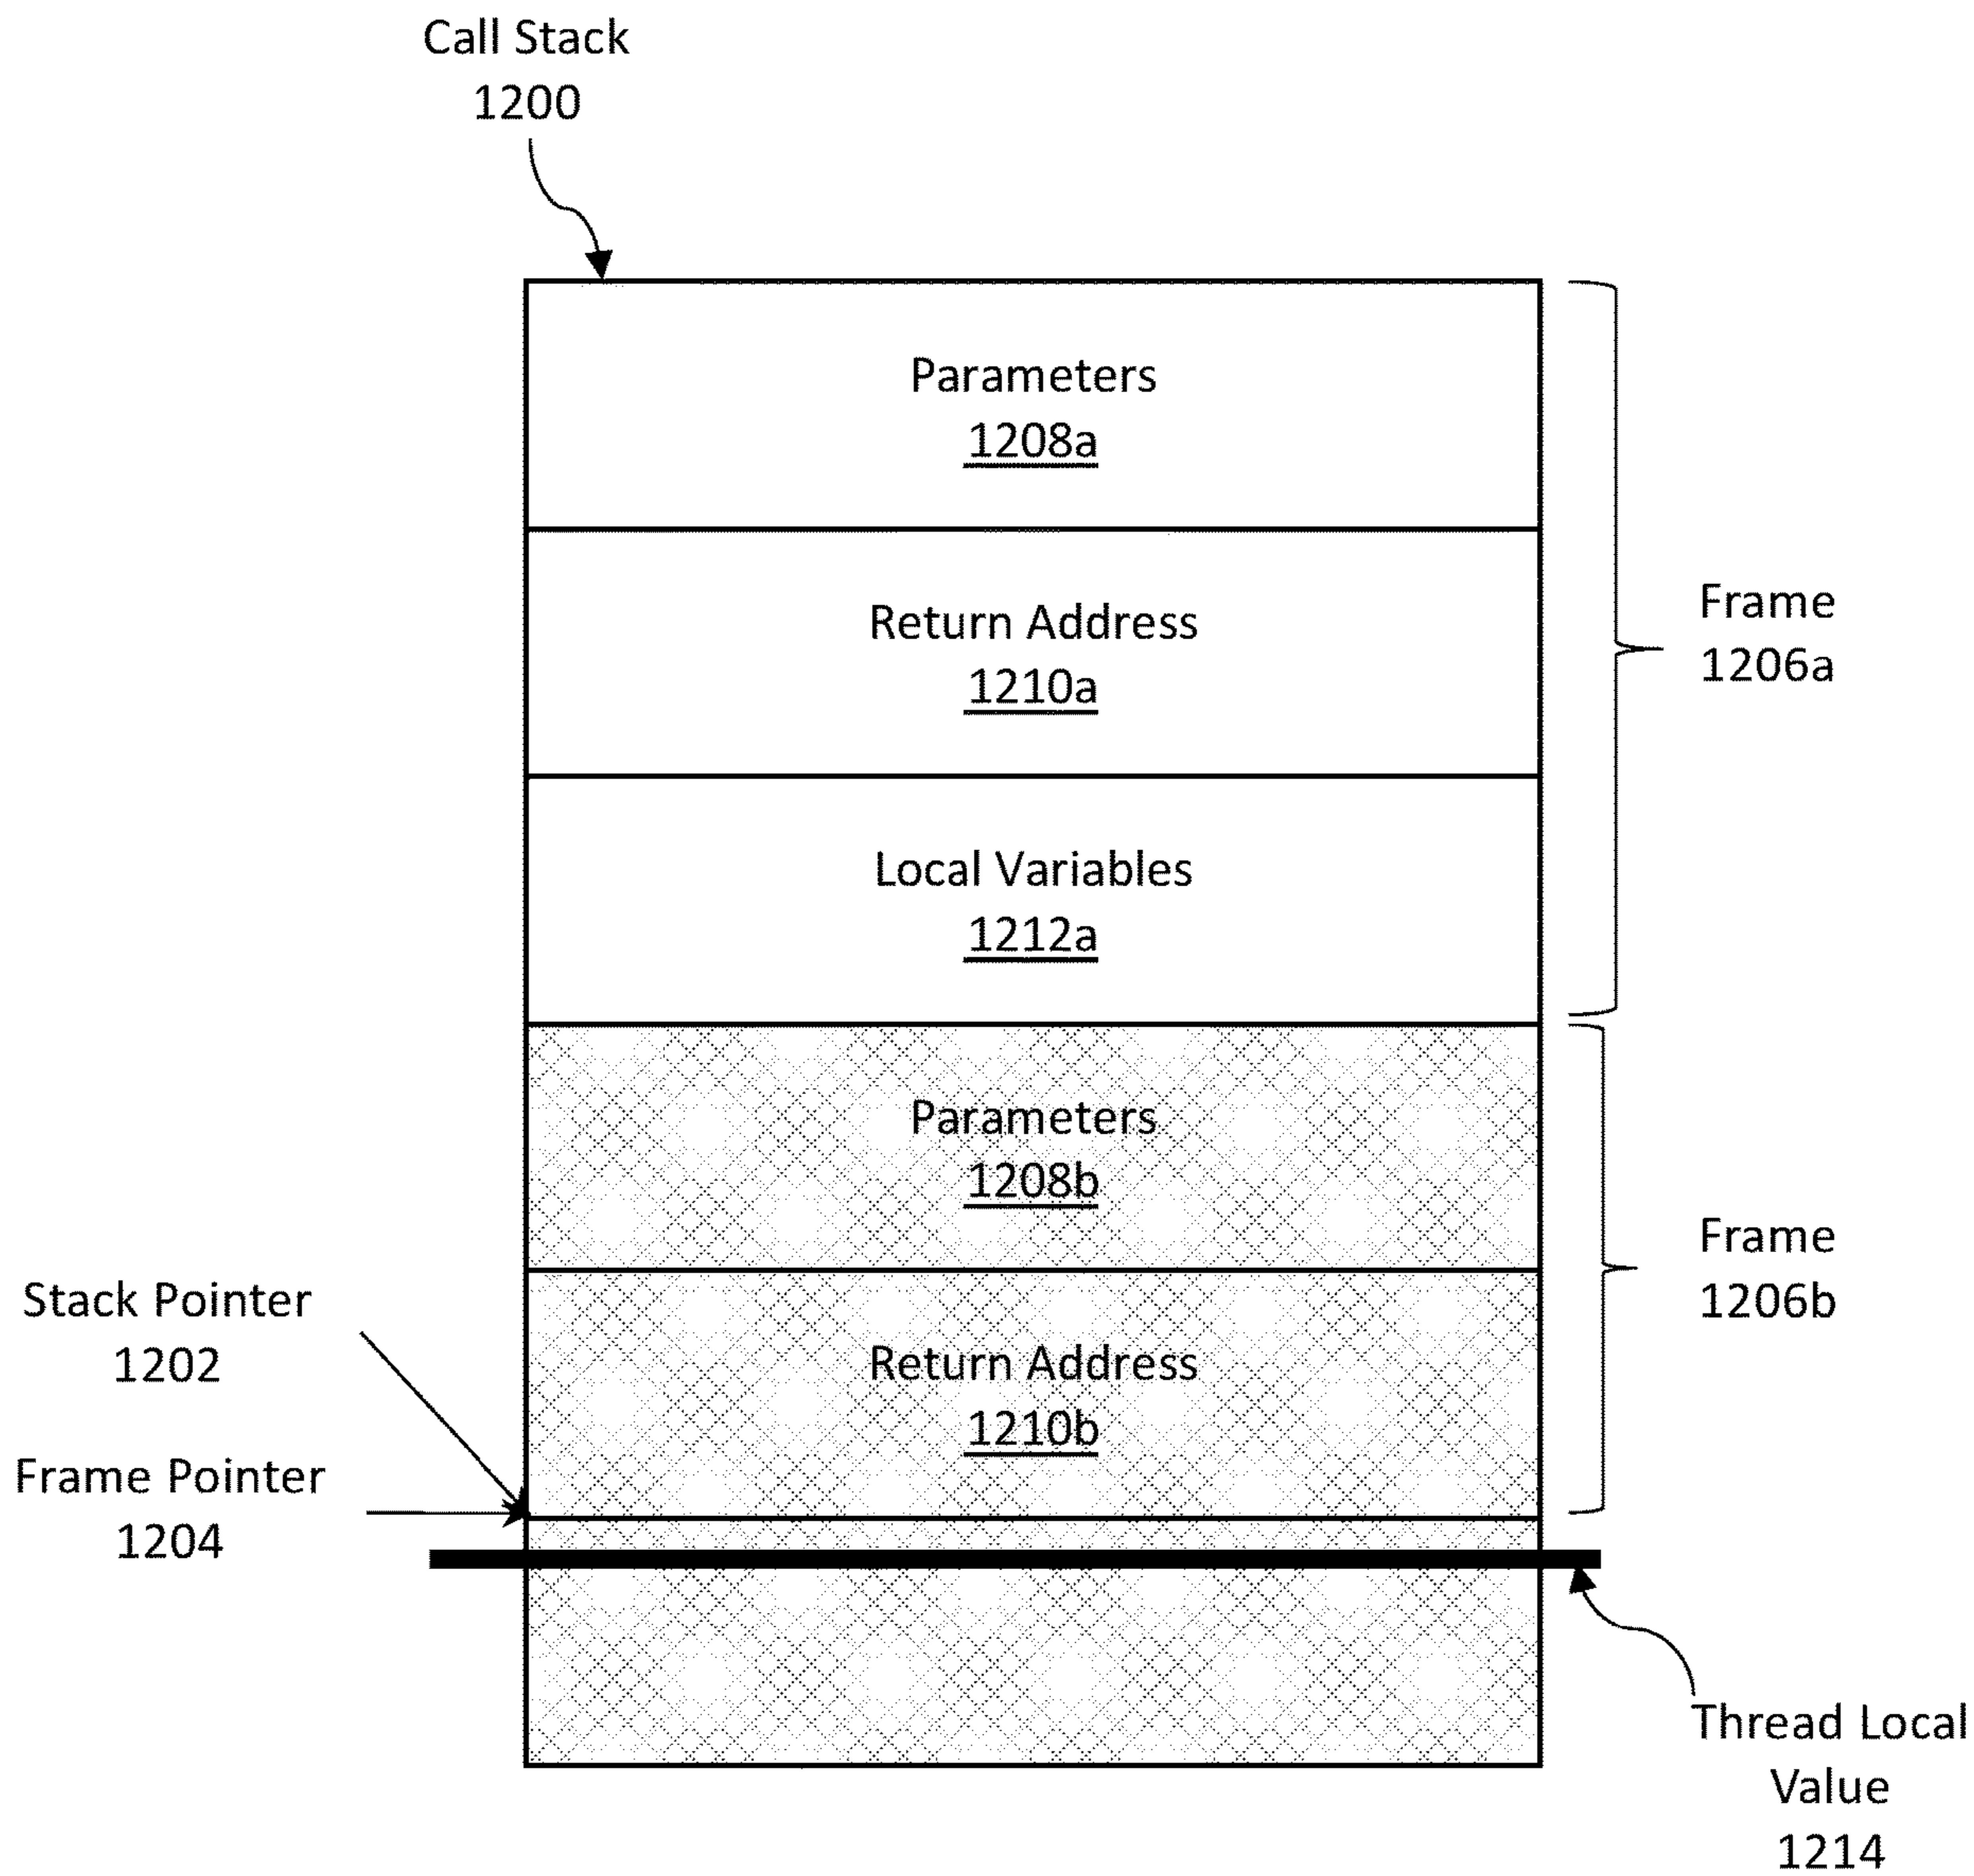 Call Stack
1200
Parameters
1208a
Return Address
1210a
Frame
1206a
Local Variables
1212a
Parameters
1208b
Frame
1206b
Stack Pointer
1202
Return Address
1210b
Frame Pointer
1204
Thread Local
Value
1214